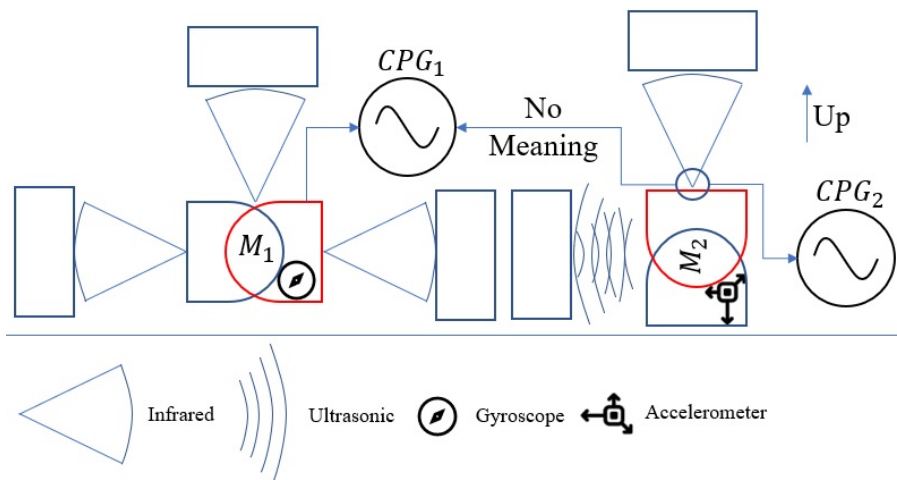 CPG₁
No
Meaning
Up
CPG₂
M₁
M₂
Infrared
Ultrasonic
Gyroscope
Accelerometer